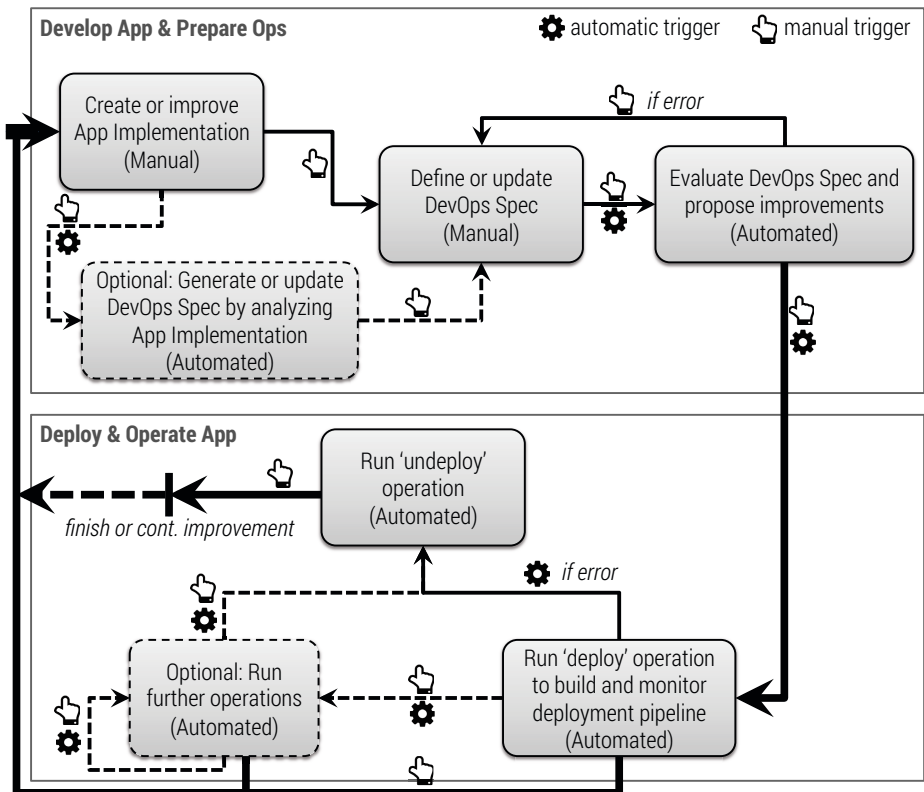 Develop App & Prepare Ops
automatic trigger
manual trigger
Create or improve
App Implementation
(Manual)
if error
Define or update
DevOps Spec
(Manual)
Evaluate DevOps Spec and
propose improvements
(Automated)
Optional: Generate or update
DevOps Spec by analyzing
App Implementation
(Automated)
Deploy & Operate App
Run ‘undeploy’
operation
(Automated)
finish or cont. improvement
if error
Optional: Run
further operations
(Automated)
Run ‘deploy’ operation
to build and monitor
deployment pipeline
(Automated)